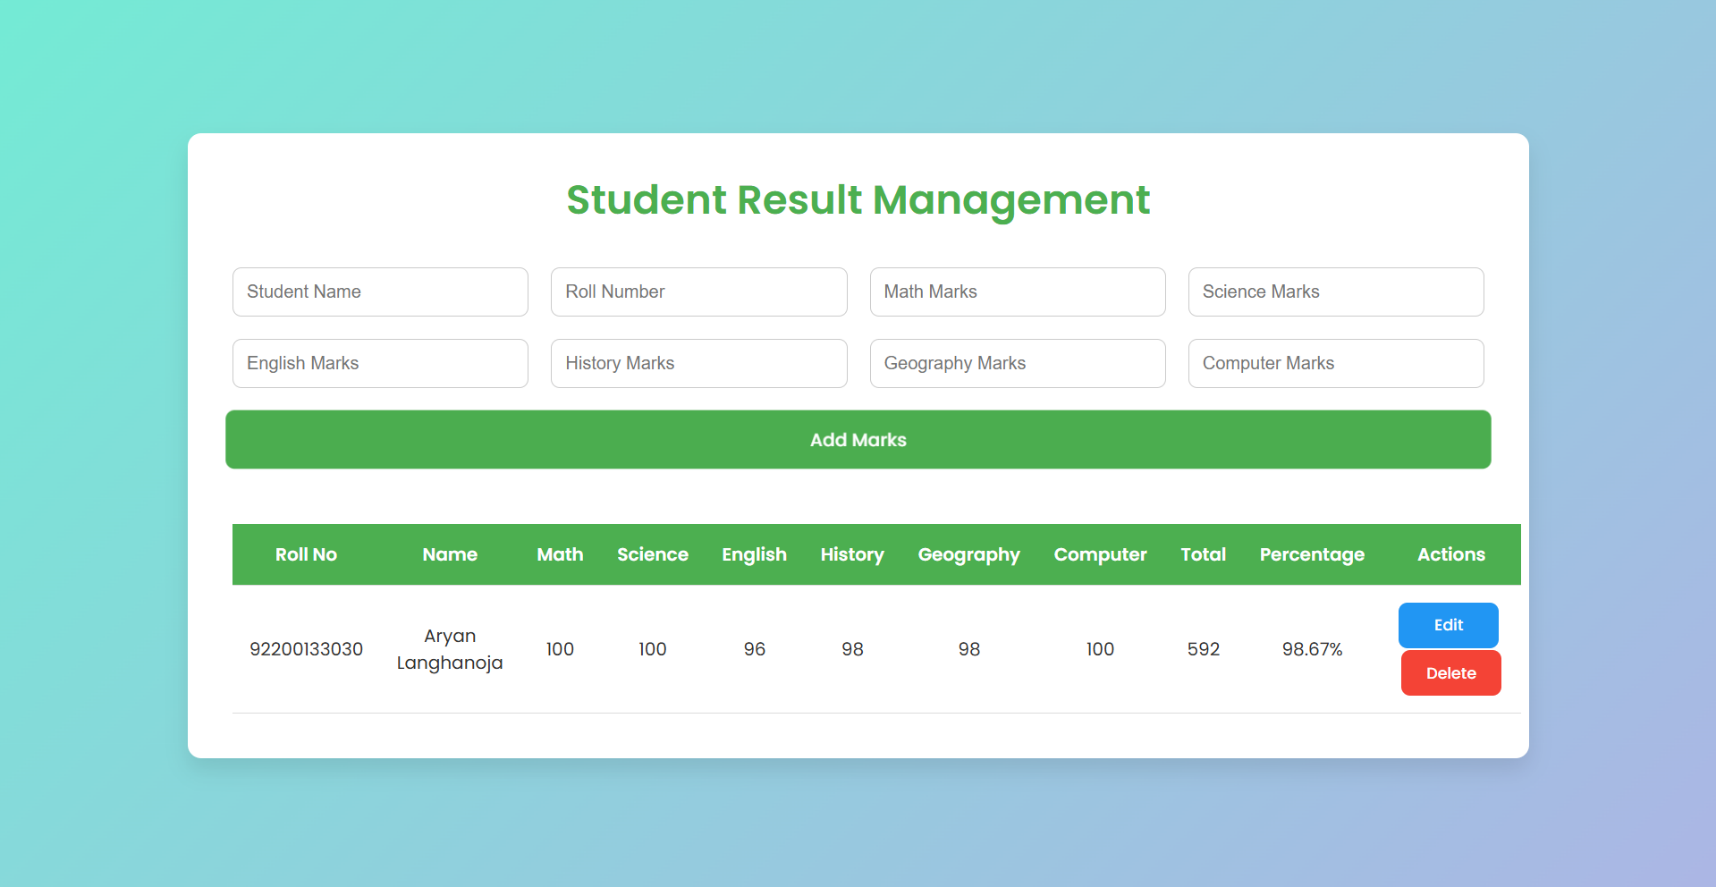 Student Result Management
Student Name Roll Number Math Marks Science Marks
English Marks History Marks Geography Marks Computer Marks
Add Marks
Roll No Name Math Science English History Geography Computer Total Percentage Actions
92200133030 Aryan Langhanoja 100 100 96 98 98 100 592 98.67% Edit
Delete